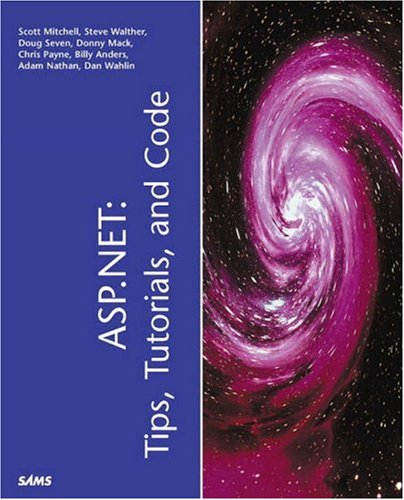 Scott Mitchell, Steve Walther,
Doug Seven, Donny Mack,
Chris Payne, Billy Anders,
Adam Nathan, Dan Wahlin
ASP.NET:
Tips, Tutorials, and Code
SAMS